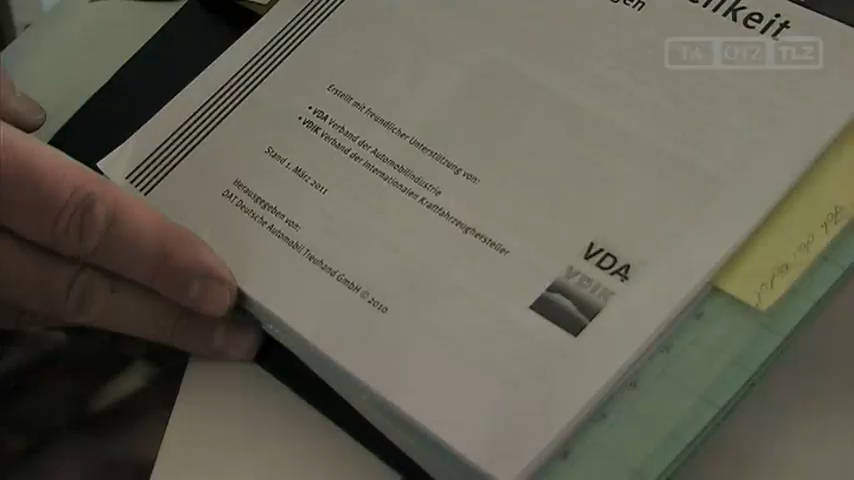 TA OTZ TLZ
Erstellt mit freundlicher Unterstützung von:
• VDA Verband der Automobilindustrie
• VDIK Verband der Internationalen Kraftfahrzeughersteller
Stand 1. März 2011
Herausgegeben von:
DAT Deutsche Automobil Treuhand GmbH © 2010
VDA
VDIK